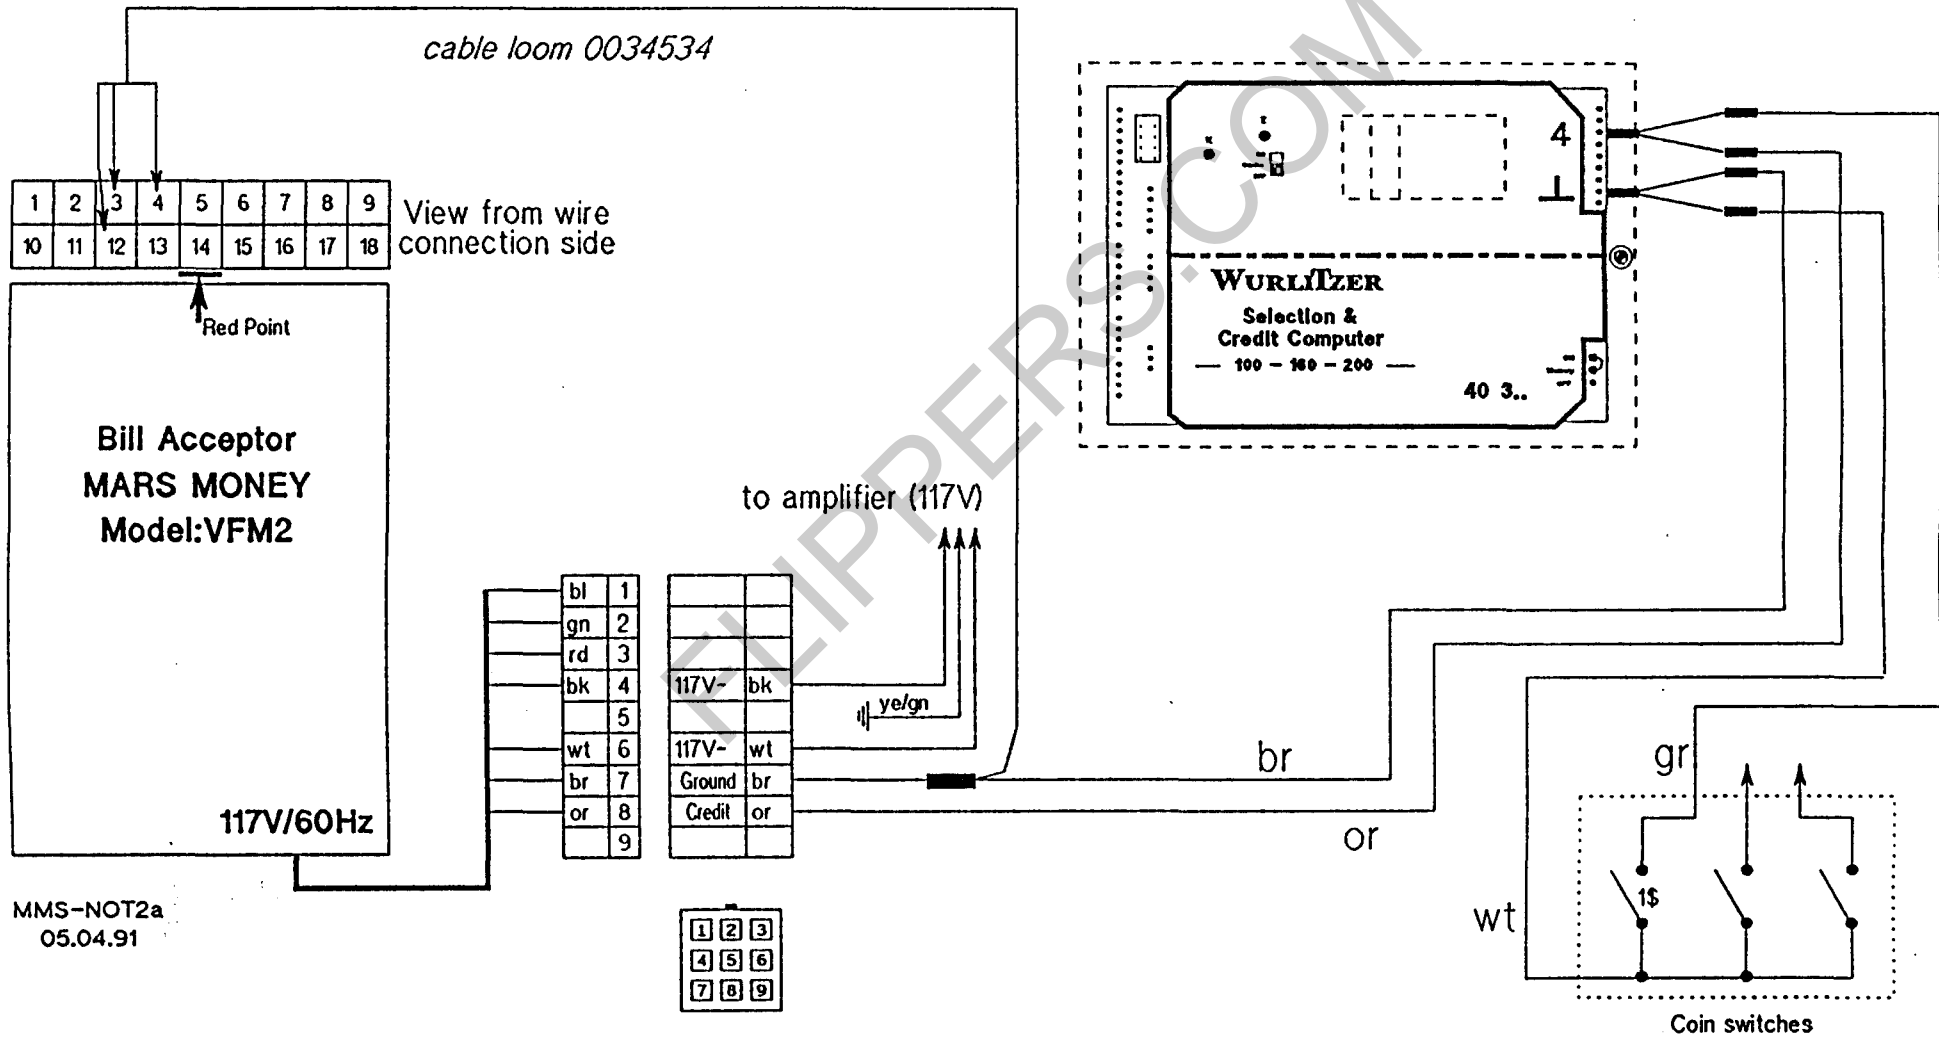 cable loom 0034534
1 2 3 4 5 6 7 8 9
10 11 12 13 14 15 16 17 18
View from wire
connection side
Red Point
Bill Acceptor
MARS MONEY
Model:VFM2
117V/60Hz
MMS-NOT2a
05.04.91
to amplifier (117V)
bl 1
gn 2
rd 3
bk 4 117V~ bk
5
ye/gn
wt 6 117V~ wt
br 7 Ground br
or 8 Credit or
9
1 2 3
4 5 6
7 8 9
4
WURLITZER
Selection &
Credit Computer
— 100 – 160 – 200 —
40 3..
br
or
gr
wt
1$
Coin switches
FLIPPERS.COM